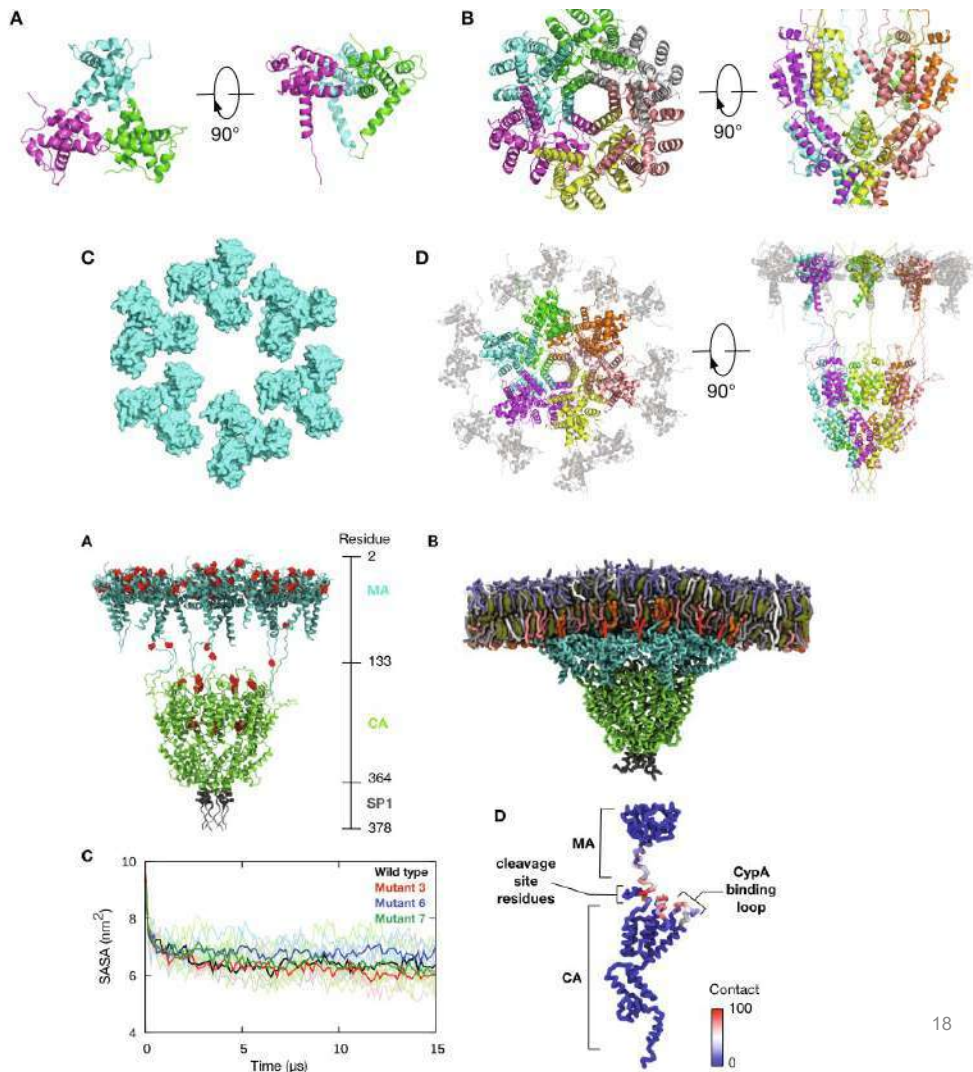 A
90°
B
90°
C
D
90°
A
Residue
2
MA
133
CA
364
SP1
378
B
C
10
8
6
4
SASA (nm²)
Wild type
Mutant 3
Mutant 6
Mutant 7
0
5
10
15
Time (µs)
D
MA
cleavage
site
residues
CypA
binding
loop
CA
Contact
100
0
18